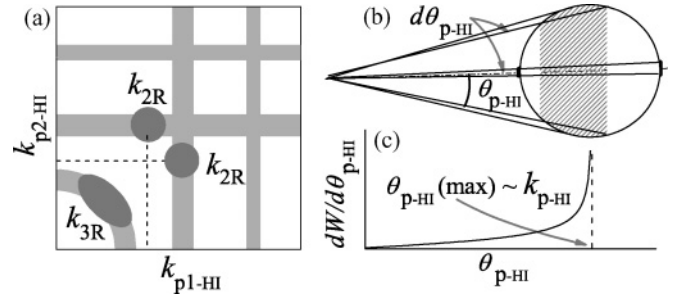 (a)
k2R
k2R
k3R
kp2-HI
kp1-HI
(b)
dθp-HI
θp-HI
(c)
θp-HI (max) ~ kp-HI
dW/dθp-HI
θp-HI